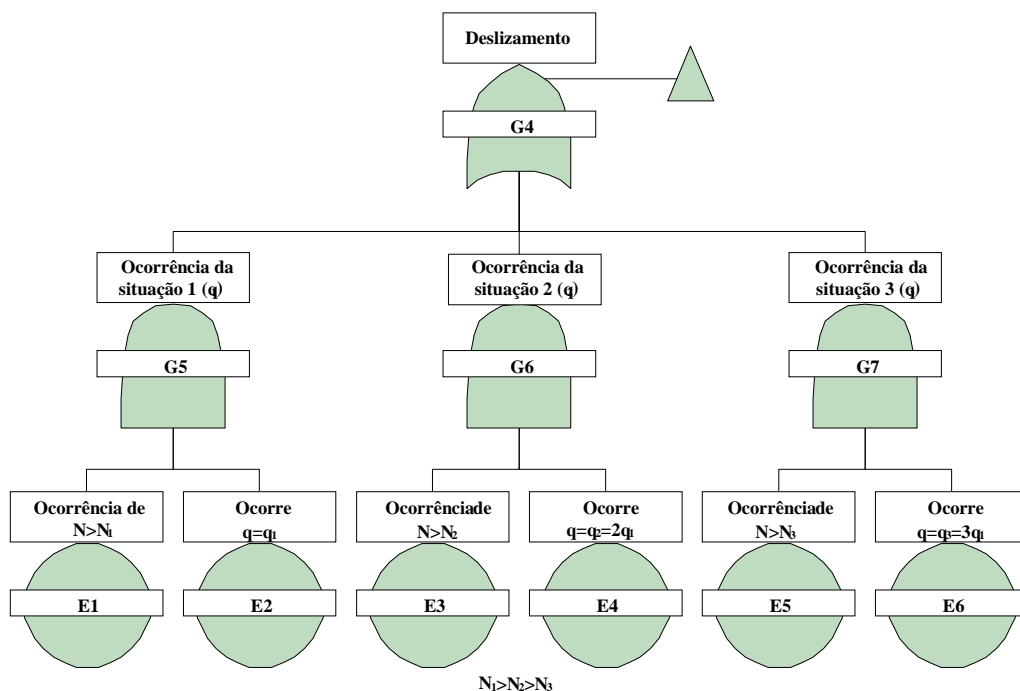 Deslizamento
G4
Ocorrência da
situação 1 (q)
Ocorrência da
situação 2 (q)
Ocorrência da
situação 3 (q)
G5
G6
G7
Ocorrência de
N>N₁
Ocorre
q=q₁
Ocorrênciade
N>N₂
Ocorre
q=q₂=2q₁
Ocorrênciade
N>N₃
Ocorre
q=q₃=3q₁
E1
E2
E3
E4
E5
E6
N₁>N₂>N₃